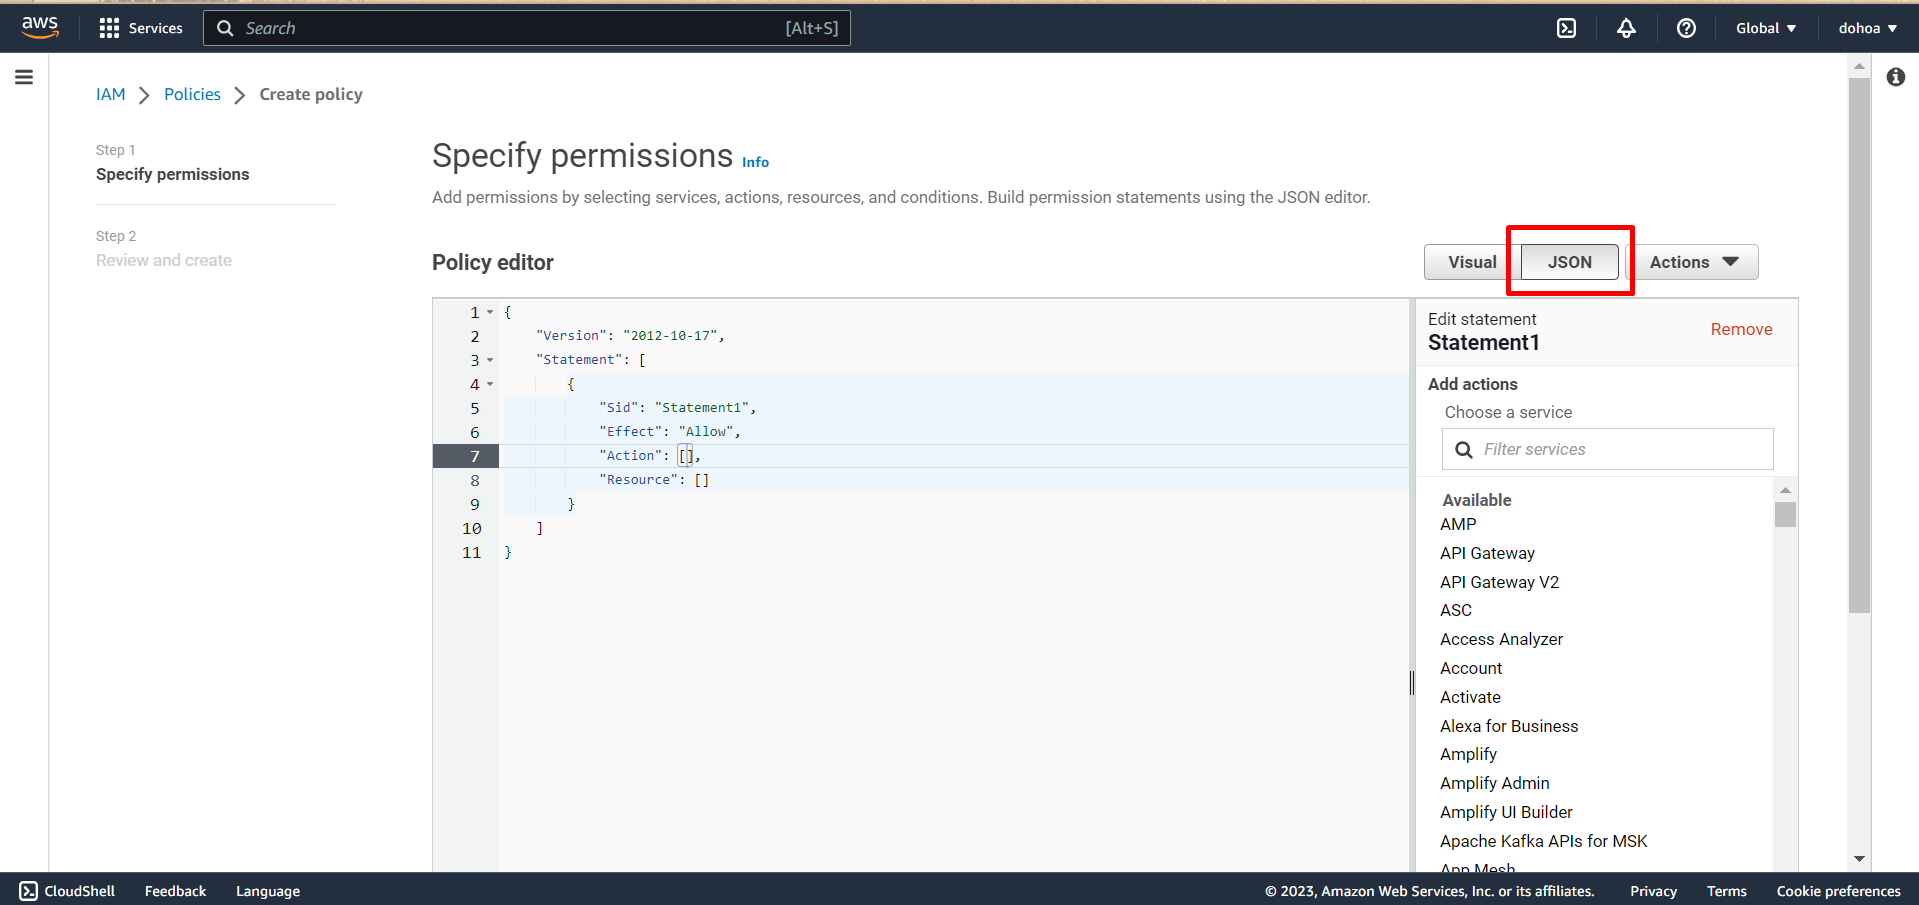 aws
Services
Search [Alt+S]
Global
dohoa
IAM > Policies > Create policy
Step 1
Specify permissions
Step 2
Review and create
Specify permissions Info
Add permissions by selecting services, actions, resources, and conditions. Build permission statements using the JSON editor.
Policy editor
Visual
JSON
Actions
1 {
2 "Version": "2012-10-17",
3 "Statement": [
4 {
5 "Sid": "Statement1",
6 "Effect": "Allow",
7 "Action": [],
8 "Resource": []
9 }
10 ]
11 }
Edit statement
Statement1
Remove
Add actions
Choose a service
Filter services
Available
AMP
API Gateway
API Gateway V2
ASC
Access Analyzer
Account
Activate
Alexa for Business
Amplify
Amplify Admin
Amplify UI Builder
Apache Kafka APIs for MSK
App Mesh
CloudShell
Feedback
Language
© 2023, Amazon Web Services, Inc. or its affiliates.
Privacy
Terms
Cookie preferences